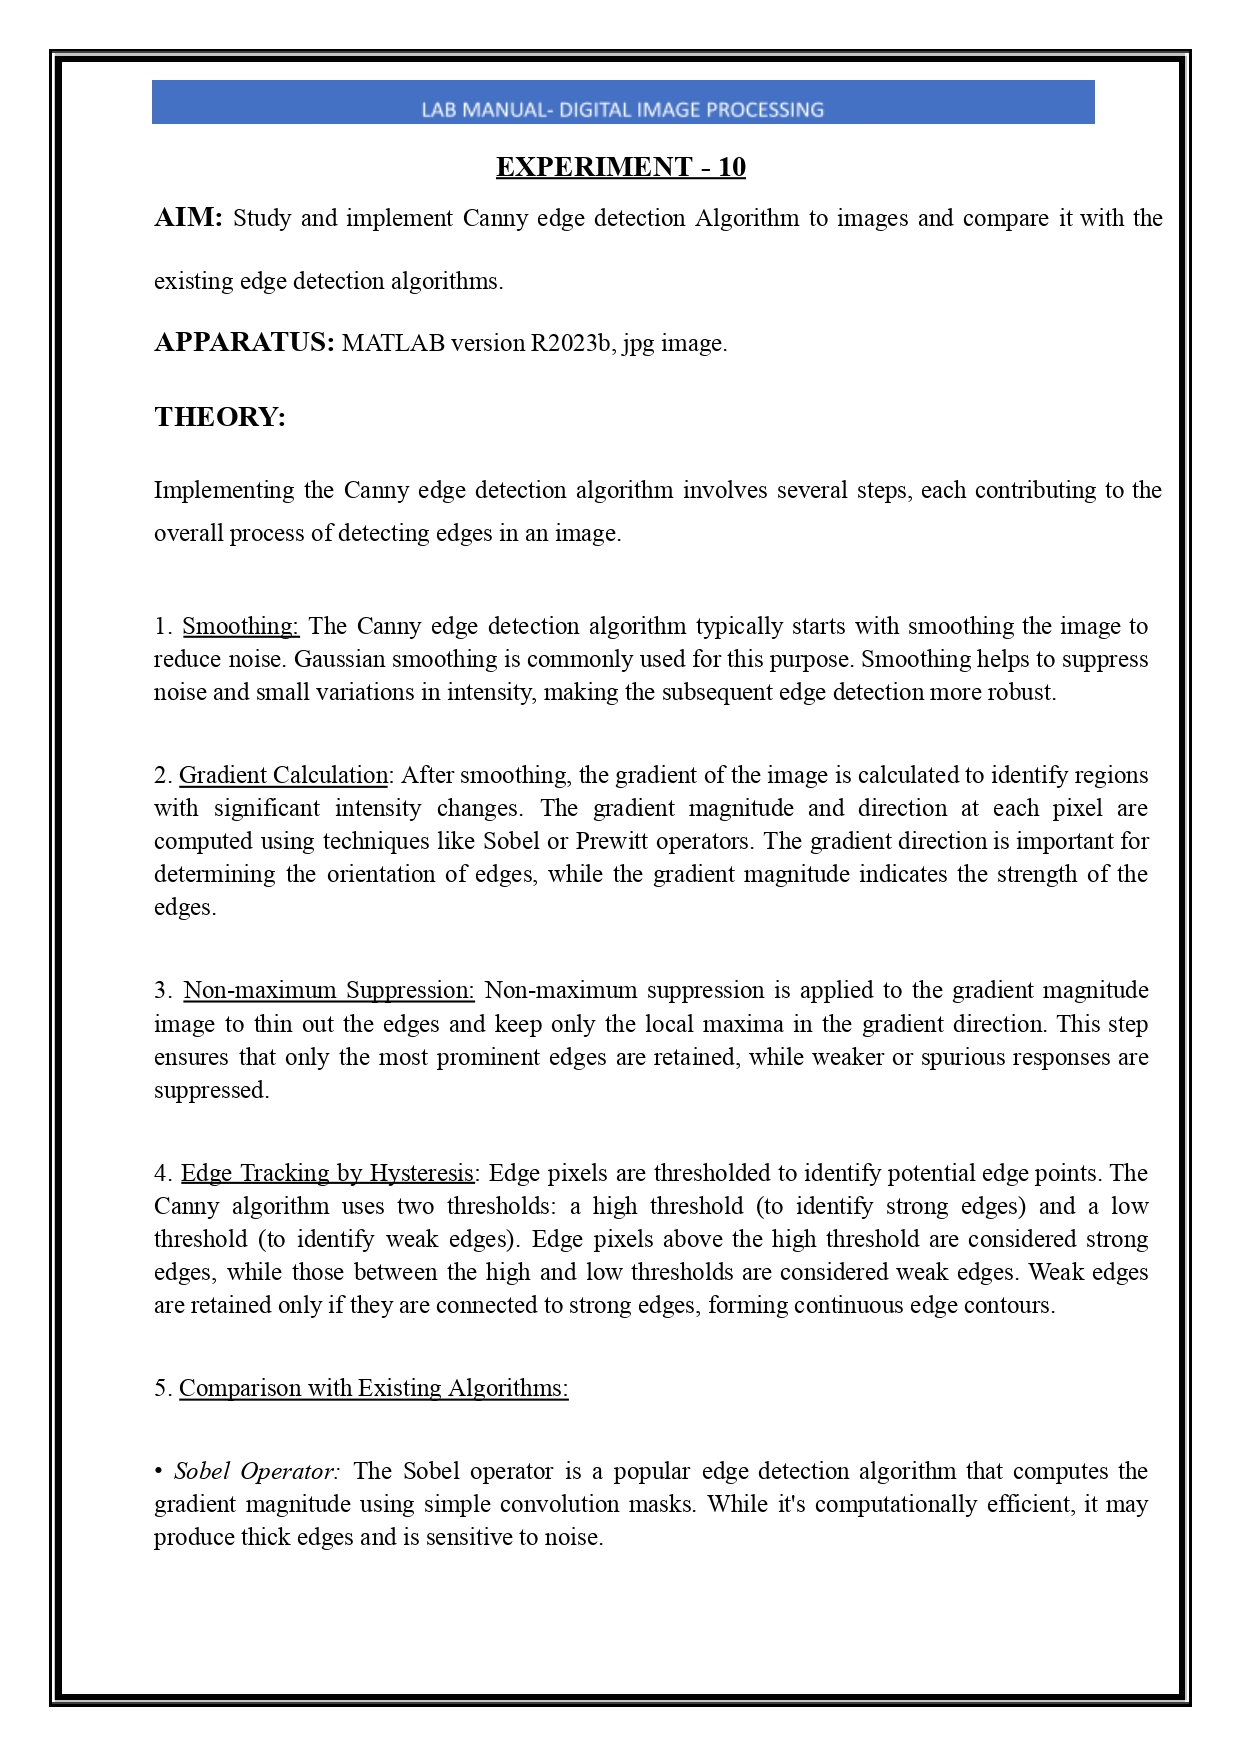 LAB MANUAL- DIGITAL IMAGE PROCESSING
EXPERIMENT - 10
AIM: Study and implement Canny edge detection Algorithm to images and compare it with the
existing edge detection algorithms.
APPARATUS: MATLAB version R2023b, jpg image.
THEORY:
Implementing the Canny edge detection algorithm involves several steps, each contributing to the
overall process of detecting edges in an image.
1. Smoothing: The Canny edge detection algorithm typically starts with smoothing the image to
reduce noise. Gaussian smoothing is commonly used for this purpose. Smoothing helps to suppress
noise and small variations in intensity, making the subsequent edge detection more robust.
2. Gradient Calculation: After smoothing, the gradient of the image is calculated to identify regions
with significant intensity changes. The gradient magnitude and direction at each pixel are
computed using techniques like Sobel or Prewitt operators. The gradient direction is important for
determining the orientation of edges, while the gradient magnitude indicates the strength of the
edges.
3. Non-maximum Suppression: Non-maximum suppression is applied to the gradient magnitude
image to thin out the edges and keep only the local maxima in the gradient direction. This step
ensures that only the most prominent edges are retained, while weaker or spurious responses are
suppressed.
4. Edge Tracking by Hysteresis: Edge pixels are thresholded to identify potential edge points. The
Canny algorithm uses two thresholds: a high threshold (to identify strong edges) and a low
threshold (to identify weak edges). Edge pixels above the high threshold are considered strong
edges, while those between the high and low thresholds are considered weak edges. Weak edges
are retained only if they are connected to strong edges, forming continuous edge contours.
5. Comparison with Existing Algorithms:
• Sobel Operator: The Sobel operator is a popular edge detection algorithm that computes the
gradient magnitude using simple convolution masks. While it's computationally efficient, it may
produce thick edges and is sensitive to noise.